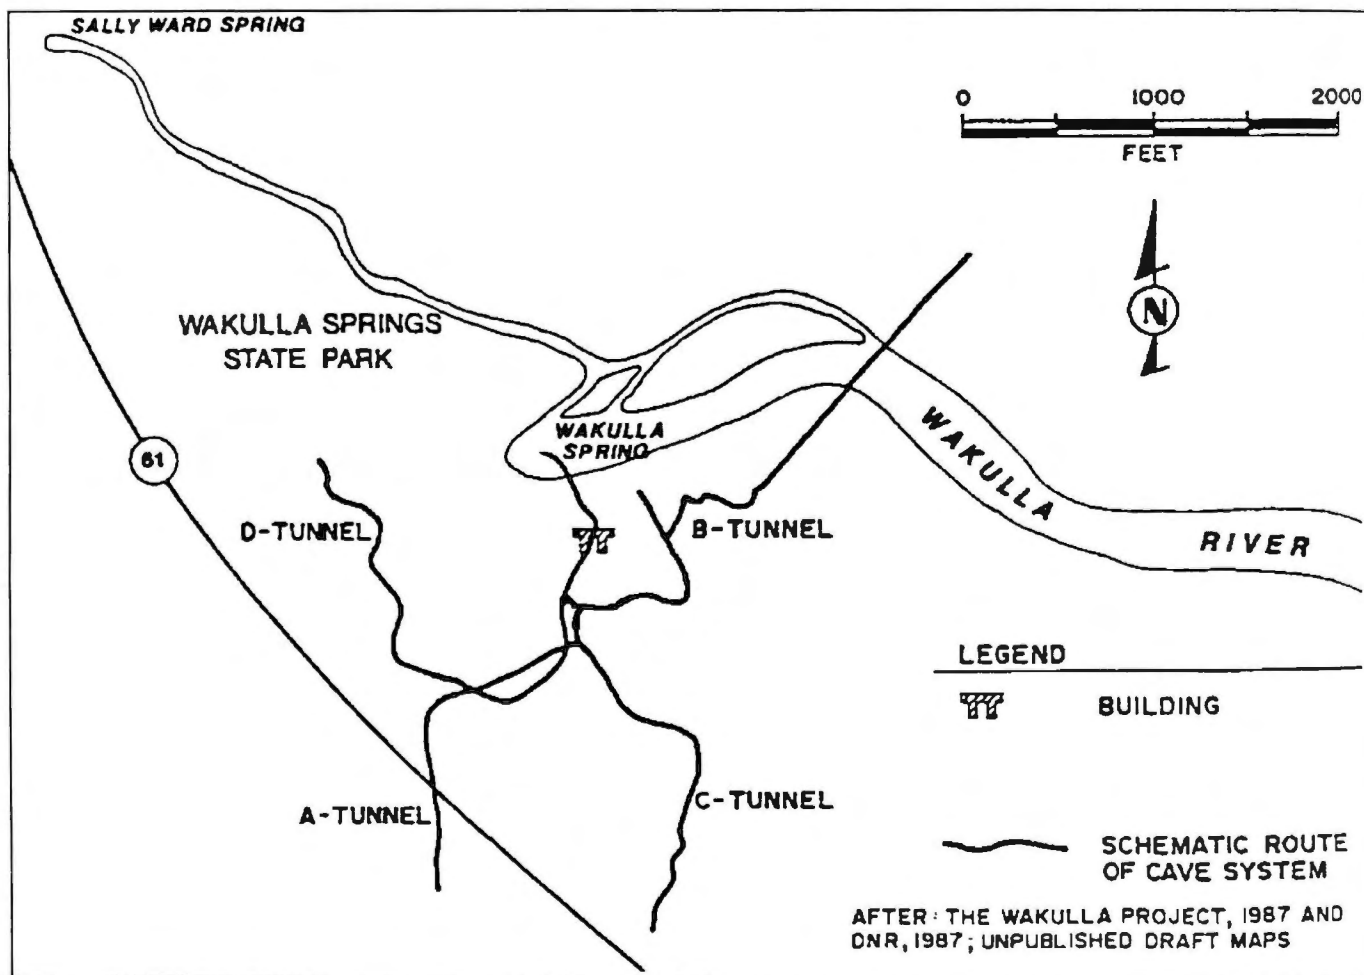 SALLY WARD SPRING
0 1000 2000
FEET
N
WAKULLA SPRINGS
STATE PARK
WAKULLA
SPRING
61
WAKULLA
RIVER
D-TUNNEL
B-TUNNEL
A-TUNNEL
C-TUNNEL
LEGEND
BUILDING
SCHEMATIC ROUTE
OF CAVE SYSTEM
AFTER: THE WAKULLA PROJECT, 1987 AND
DNR, 1987; UNPUBLISHED DRAFT MAPS